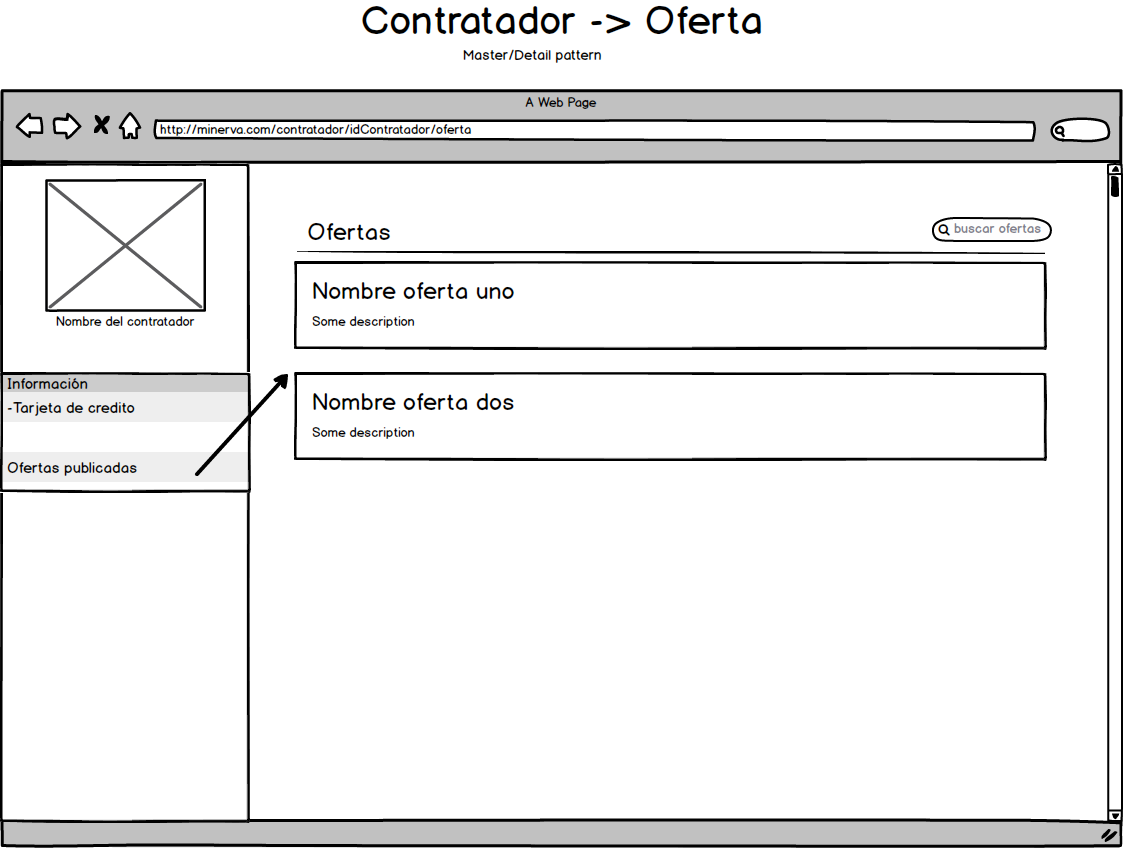 Contratador -> Oferta
Master/Detail pattern
A Web Page
http://minerva.com/contratador/idContratador/oferta
Nombre del contratador
Información
-Tarjeta de credito
Ofertas publicadas
Ofertas
buscar ofertas
Nombre oferta uno
Some description
Nombre oferta dos
Some description